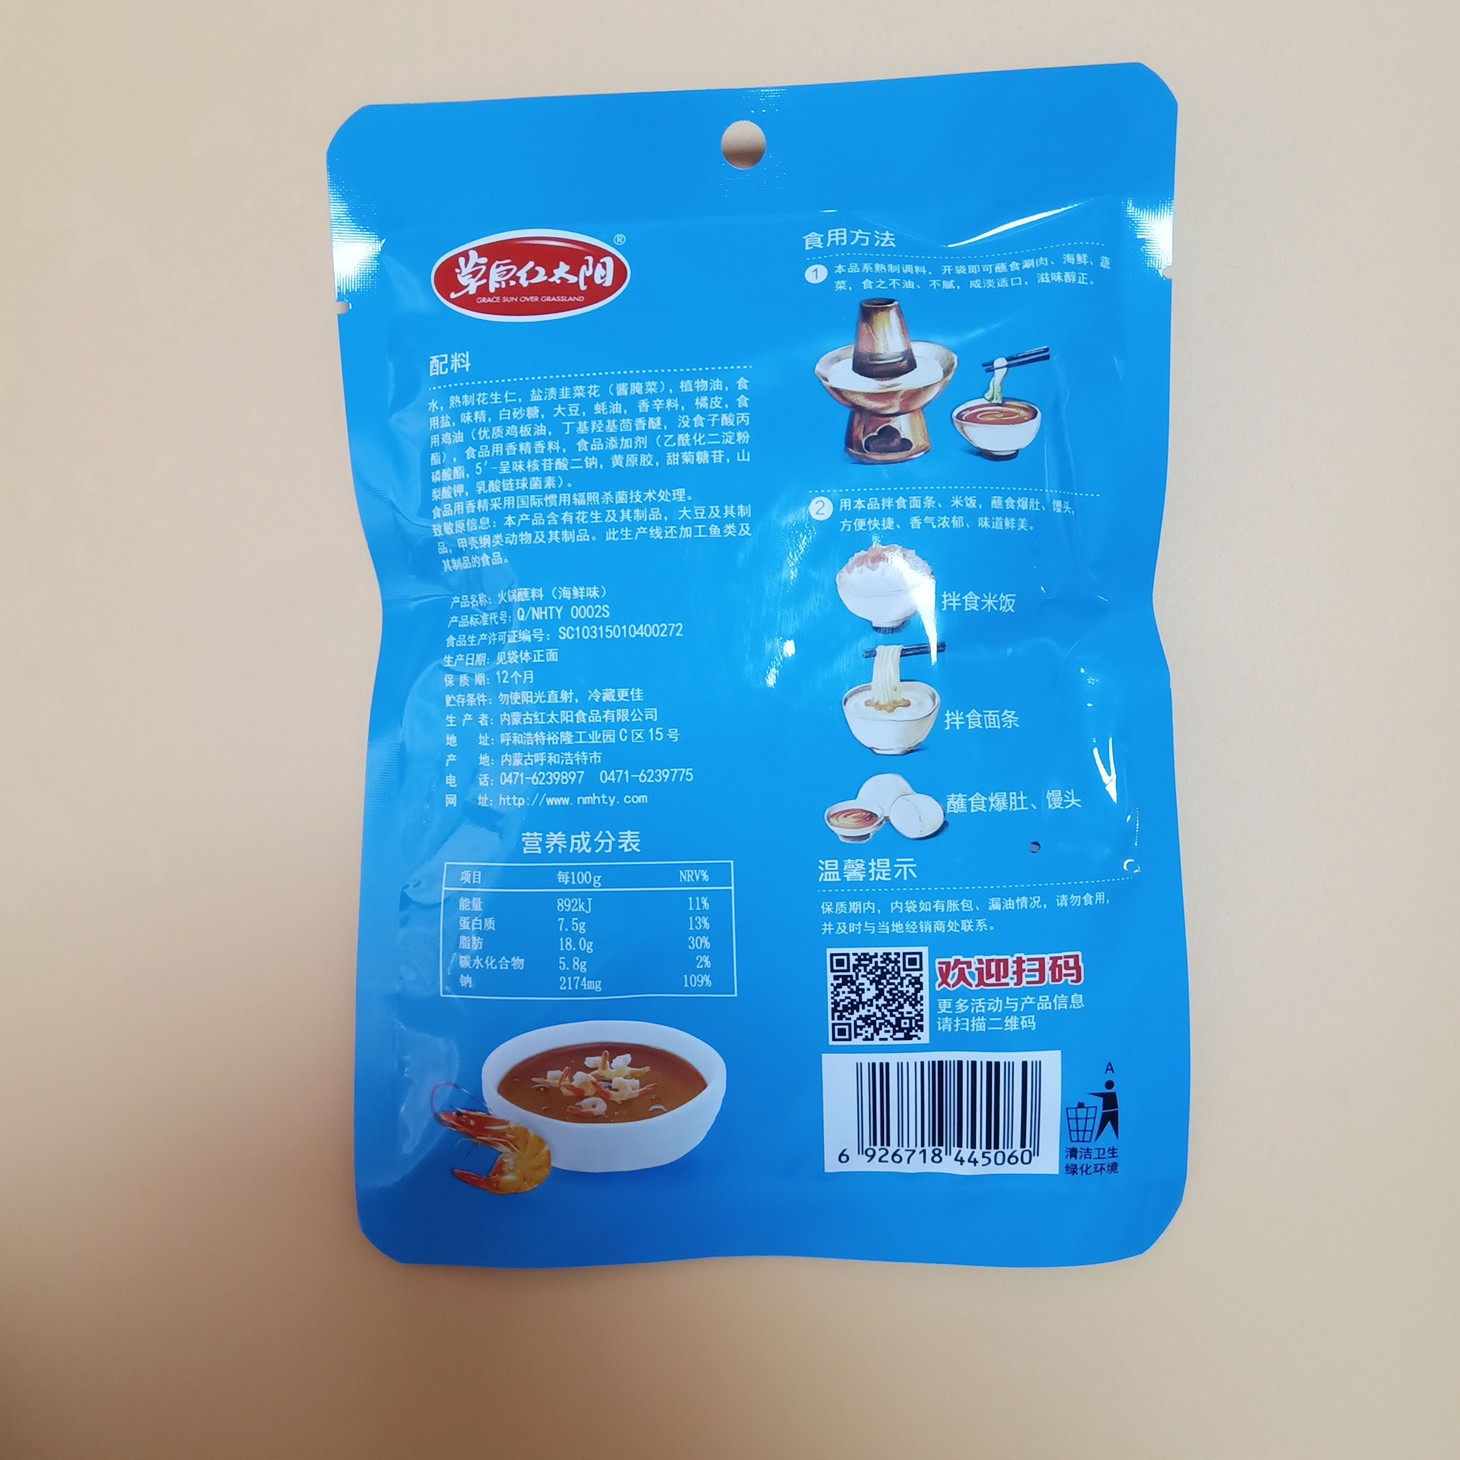 草原红太阳®
GRACE SUN OVER GRASSLAND
配料
水，熟制花生仁，盐渍韭菜花（酱腌菜），植物油，食
用盐，味精，白砂糖，大豆，蚝油，香辛料，橘皮，食
用鸡油（优质鸡板油，丁基羟基茴香醚，没食子酸丙
酯），食品用香精香料，食品添加剂（乙酰化二淀粉
磷酸酯，5′-呈味核苷酸二钠，黄原胶，甜菊糖苷，山
梨酸钾，乳酸链球菌素）。
食品用香精采用国际惯用辐照杀菌技术处理。
致敏原信息：本产品含有花生及其制品，大豆及其制
品，甲壳纲类动物及其制品。此生产线还加工鱼类及
其制品的食品。
产品名称：火锅蘸料（海鲜味）
产品标准代号：Q/NHTY 0002S
食品生产许可证编号：SC10315010400272
生产日期：见袋体正面
保 质 期：12个月
贮存条件：勿使阳光直射，冷藏更佳
生 产 者：内蒙古红太阳食品有限公司
地 址：呼和浩特裕隆工业园C区15号
产 地：内蒙古呼和浩特市
电 话：0471-6239897 0471-6239775
网 址：http://www.nmhty.com
营养成分表
项目 每100g NRV%
能量 892kJ 11%
蛋白质 7.5g 13%
脂肪 18.0g 30%
碳水化合物 5.8g 2%
钠 2174mg 109%
食用方法
1 本品系熟制调料，开袋即可蘸食涮肉、海鲜、蔬
菜，食之不油、不腻，咸淡适口，滋味醇正。
2 用本品拌食面条、米饭，蘸食爆肚、馒头，
方便快捷、香气浓郁、味道鲜美。
拌食米饭
拌食面条
蘸食爆肚、馒头
温馨提示
保质期内，内袋如有胀包、漏油情况，请勿食用，
并及时与当地经销商处联系。
欢迎扫码
更多活动与产品信息
请扫描二维码
6 926718 445060
A
清洁卫生
绿化环境